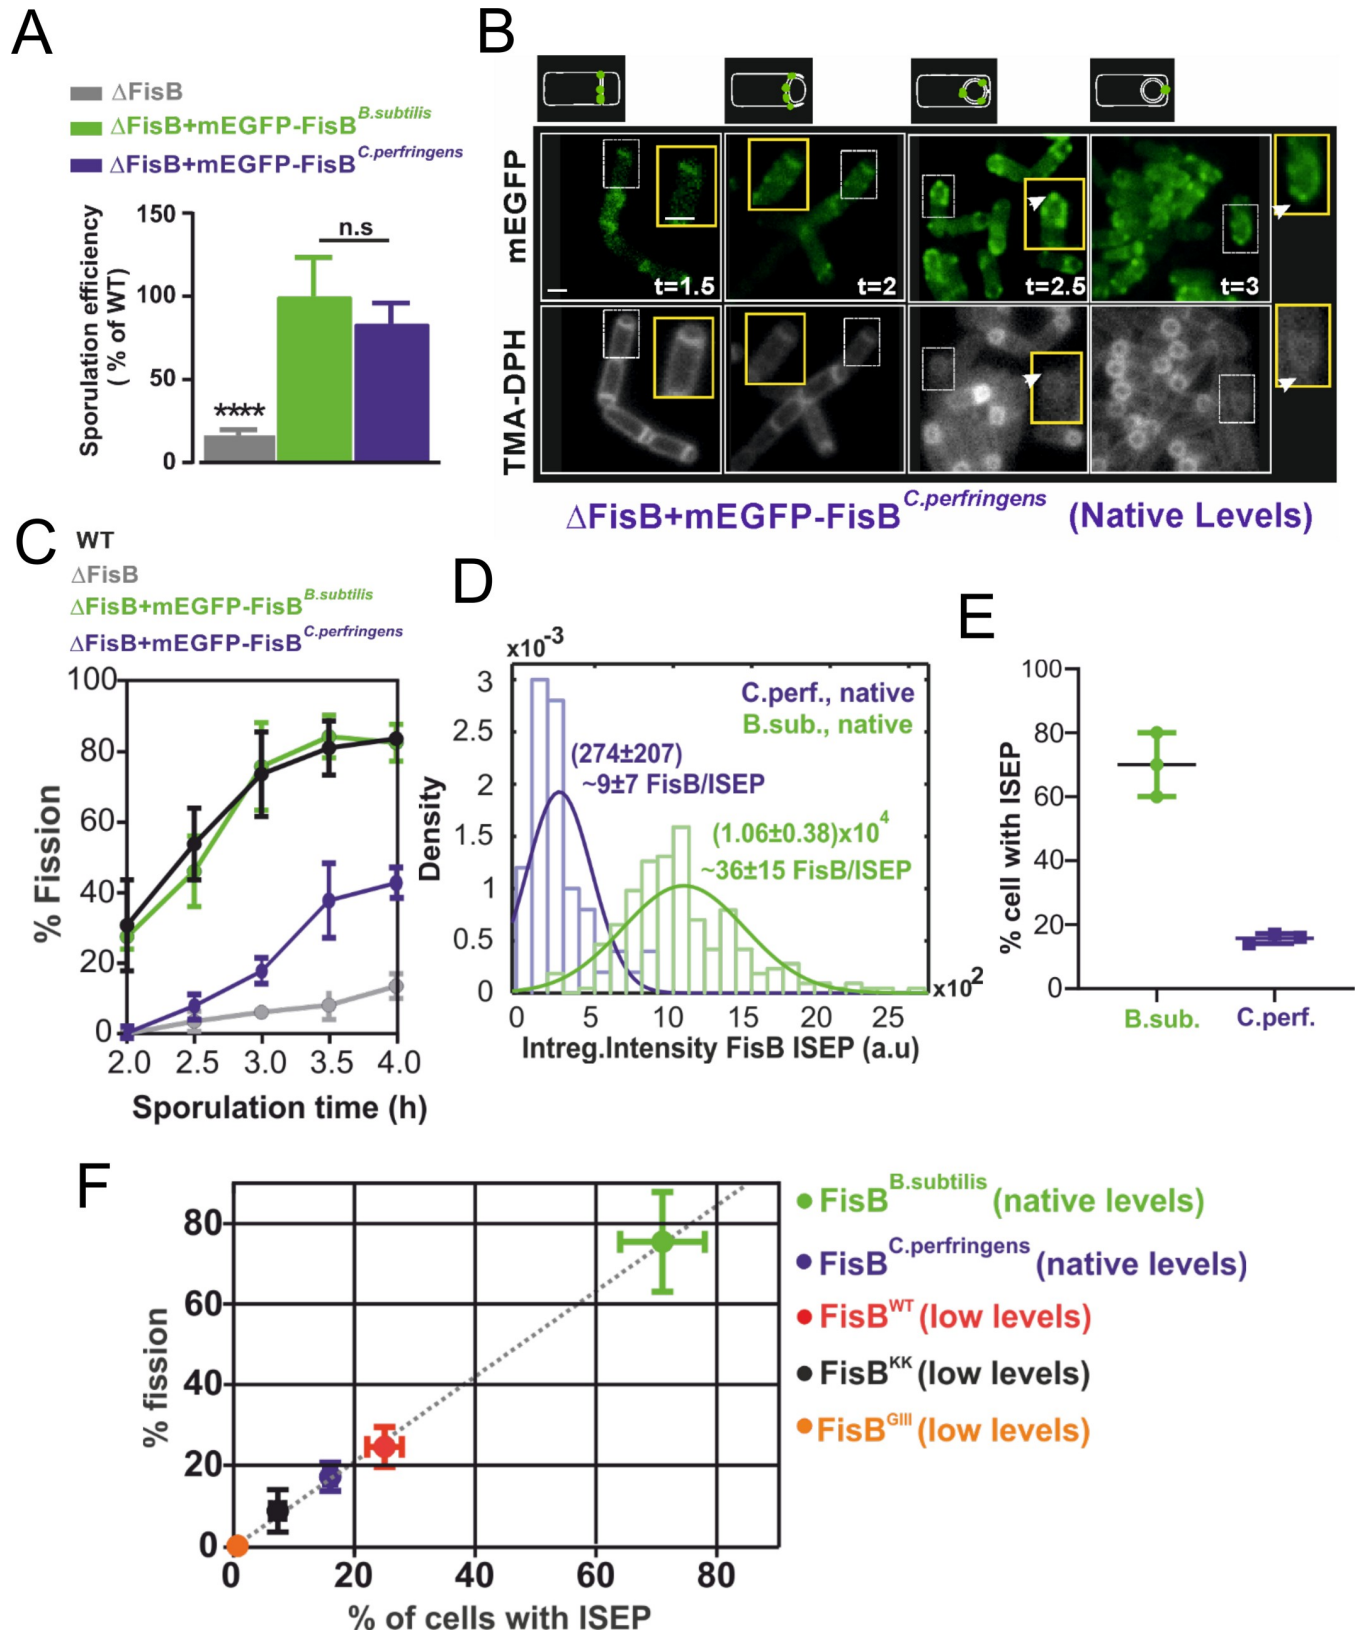 A
ΔFisB
ΔFisB+mEGFP-FisB^B.subtilis
ΔFisB+mEGFP-FisB^C.perfringens
Sporulation efficiency
( % of WT)
150
100
50
0
n.s
****
B
mEGFP
TMA-DPH
t=1.5
t=2
t=2.5
t=3
ΔFisB+mEGFP-FisB^C.perfringens (Native Levels)
C
WT
ΔFisB
ΔFisB+mEGFP-FisB^B.subtilis
ΔFisB+mEGFP-FisB^C.perfringens
% Fission
100
80
60
40
20
0
2.0 2.5 3.0 3.5 4.0
Sporulation time (h)
D
x10^-3
Density
3
2.5
2
1.5
1
0.5
0
C.perf., native
B.sub., native
(274±207)
~9±7 FisB/ISEP
(1.06±0.38)x10^4
~36±15 FisB/ISEP
0 5 10 15 20 25
x10^2
Intreg.Intensity FisB ISEP (a.u)
E
% cell with ISEP
100
80
60
40
20
0
B.sub. C.perf.
F
% fission
80
60
40
20
0
0 20 40 60 80
% of cells with ISEP
FisB^B.subtilis (native levels)
FisB^C.perfringens (native levels)
FisB^WT (low levels)
FisB^KK (low levels)
FisB^GIII (low levels)